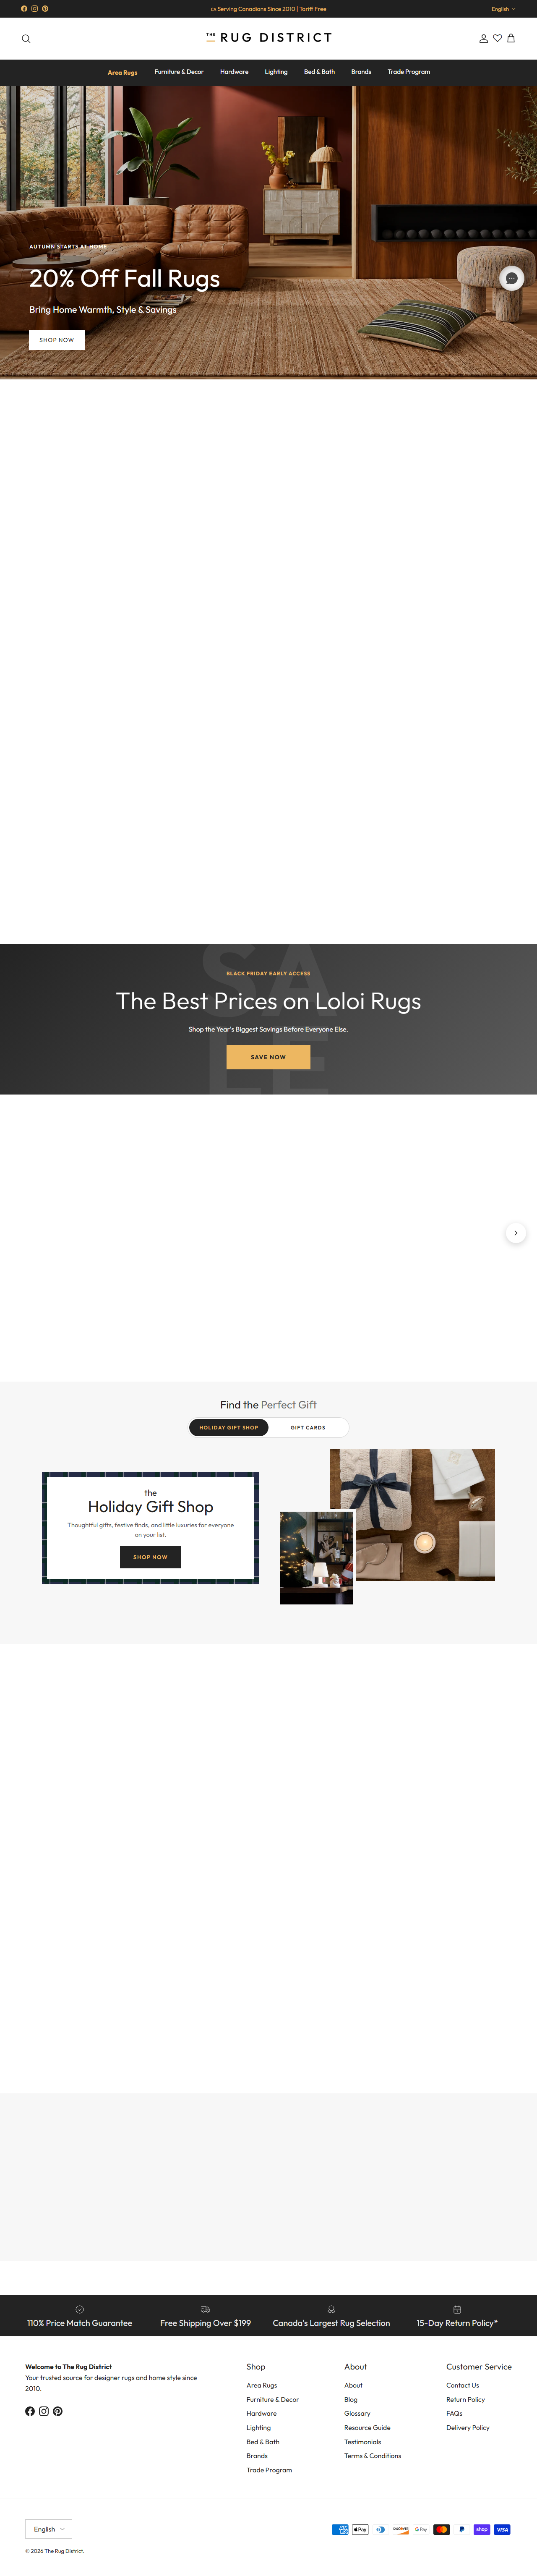 CA Serving Canadians Since 2010 | Tariff Free
English
THE RUG DISTRICT
Area Rugs
Furniture & Decor
Hardware
Lighting
Bed & Bath
Brands
Trade Program
AUTUMN STARTS AT HOME
20% Off Fall Rugs
Bring Home Warmth, Style & Savings
SHOP NOW
SALE
BLACK FRIDAY EARLY ACCESS
The Best Prices on Loloi Rugs
Shop the Year's Biggest Savings Before Everyone Else.
SAVE NOW
Find the Perfect Gift
HOLIDAY GIFT SHOP
GIFT CARDS
the
Holiday Gift Shop
Thoughtful gifts, festive finds, and little luxuries for everyone
on your list.
SHOP NOW
110% Price Match Guarantee
Free Shipping Over $199
Canada's Largest Rug Selection
15-Day Return Policy*
Welcome to The Rug District
Your trusted source for designer rugs and home style since
2010.
Shop
Area Rugs
Furniture & Decor
Hardware
Lighting
Bed & Bath
Brands
Trade Program
About
About
Blog
Glossary
Resource Guide
Testimonials
Terms & Conditions
Customer Service
Contact Us
Return Policy
FAQs
Delivery Policy
English
Apple Pay
DISCOVER
G Pay
shop
VISA
© 2026 The Rug District.